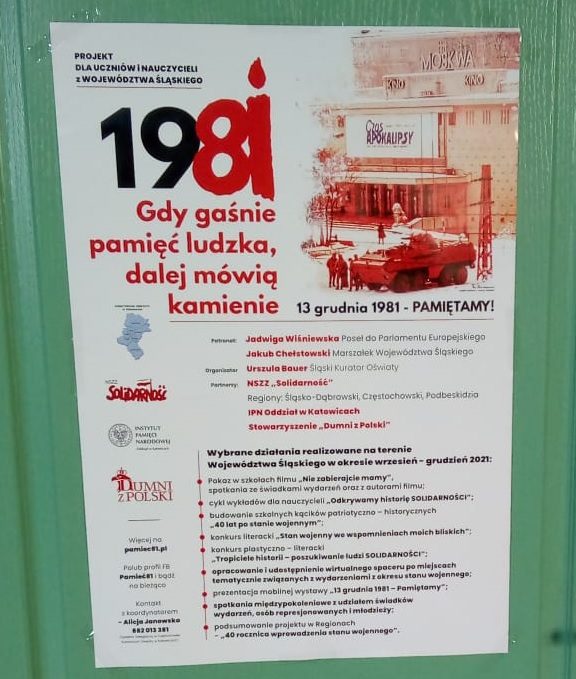 PROJEKT
DLA UCZNIÓW I NAUCZYCIELI
z WOJEWÓDZTWA ŚLĄSKIEGO
1981
Gdy gaśnie
pamięć ludzka,
dalej mówią
kamienie
MOSKWA
KINO KINO
Czas
APOKALIPSY
13 grudnia 1981 - PAMIĘTAMY!
Patronat: Jadwiga Wiśniewska Poseł do Parlamentu Europejskiego
Jakub Chełstowski Marszałek Województwa Śląskiego
Organizator Urszula Bauer Śląski Kurator Oświaty
Partnerzy: NSZZ „Solidarność"
Regiony: Śląsko-Dąbrowski, Częstochowski, Podbeskidzia
IPN Oddział w Katowicach
Stowarzyszenie „Dumni z Polski"
NSZZ
SOLIDARNOŚĆ
INSTYTUT
PAMIĘCI
NARODOWEJ
DUMNI
Z POLSKI
Więcej na
pamiec81.pl
Polub profil FB
Pamięć81 i bądź
na bieżąco
Kontakt
z koordynatorem
- Alicja Janowska
682 013 381
Wybrane działania realizowane na terenie
Województwa Śląskiego w okresie wrzesień - grudzień 2021:
Pokaz w szkołach filmu „Nie zabierajcie mamy",
spotkania ze świadkami wydarzeń oraz z autorami filmu;
cykl wykładów dla nauczycieli „Odkrywamy historię SOLIDARNOŚCI";
budowanie szkolnych kącików patriotyczno - historycznych
„40 lat po stanie wojennym";
konkurs literacki „Stan wojenny we wspomnieniach moich bliskich";
konkurs plastyczno - literacki
„Tropiciele historii - poszukiwanie ludzi SOLIDARNOŚCI;
opracowanie i udostępnienie wirtualnego spaceru po miejscach
tematycznie związanych z wydarzeniami z okresu stanu wojennego;
prezentacja mobilnej wystawy „13 grudnia 1981 - Pamiętamy";
spotkania międzypokoleniowe z udziałem świadków
wydarzeń, osób represjonowanych i młodzieży;
podsumowanie projektu w Regionach
- „40 rocznica wprowadzenia stanu wojennego".